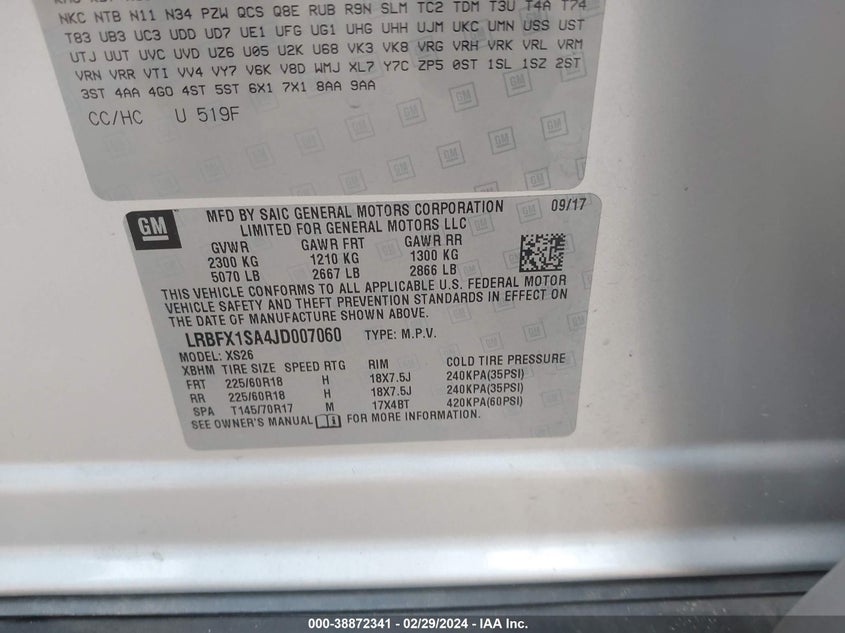 NKC NTB N11 N34 PZW QCS Q8E RUB R9N SLM TC2 TDM T3U T4A T74
T83 UB3 UC3 UDD UD7 UE1 UFG UG1 UHG UHH UJM UKC UMN USS UST
UTJ UUT UVC UVD UZ6 U05 U2K U68 VK3 VK8 VRG VRH VRK VRL VRM
VRN VRR VTI VV4 VY7 V6K V8D WMJ XL7 Y7C ZP5 0ST 1SL 1SZ 2ST
3ST 4AA 4GO 4ST 5ST 6X1 7X1 8AA 9AA
CC/HC U 519F
GM MFD BY SAIC GENERAL MOTORS CORPORATION 09/17
LIMITED FOR GENERAL MOTORS LLC
GVWR GAWR FRT GAWR RR
2300 KG 1210 KG 1300 KG
5070 LB 2667 LB 2866 LB
THIS VEHICLE CONFORMS TO ALL APPLICABLE U.S. FEDERAL MOTOR
VEHICLE SAFETY AND THEFT PREVENTION STANDARDS IN EFFECT ON
THE DATE OF MANUFACTURE SHOWN ABOVE.
LRBFX1SA4JD007060 TYPE: M.P.V.
MODEL: XS26
XBHM TIRE SIZE SPEED RTG RIM COLD TIRE PRESSURE
FRT 225/60R18 H 18X7.5J 240KPA(35PSI)
RR 225/60R18 H 18X7.5J 240KPA(35PSI)
SPA T145/70R17 M 17X4BT 420KPA(60PSI)
SEE OWNER'S MANUAL FOR MORE INFORMATION.
000-38872341 — 02/29/2024 — IAA Inc.